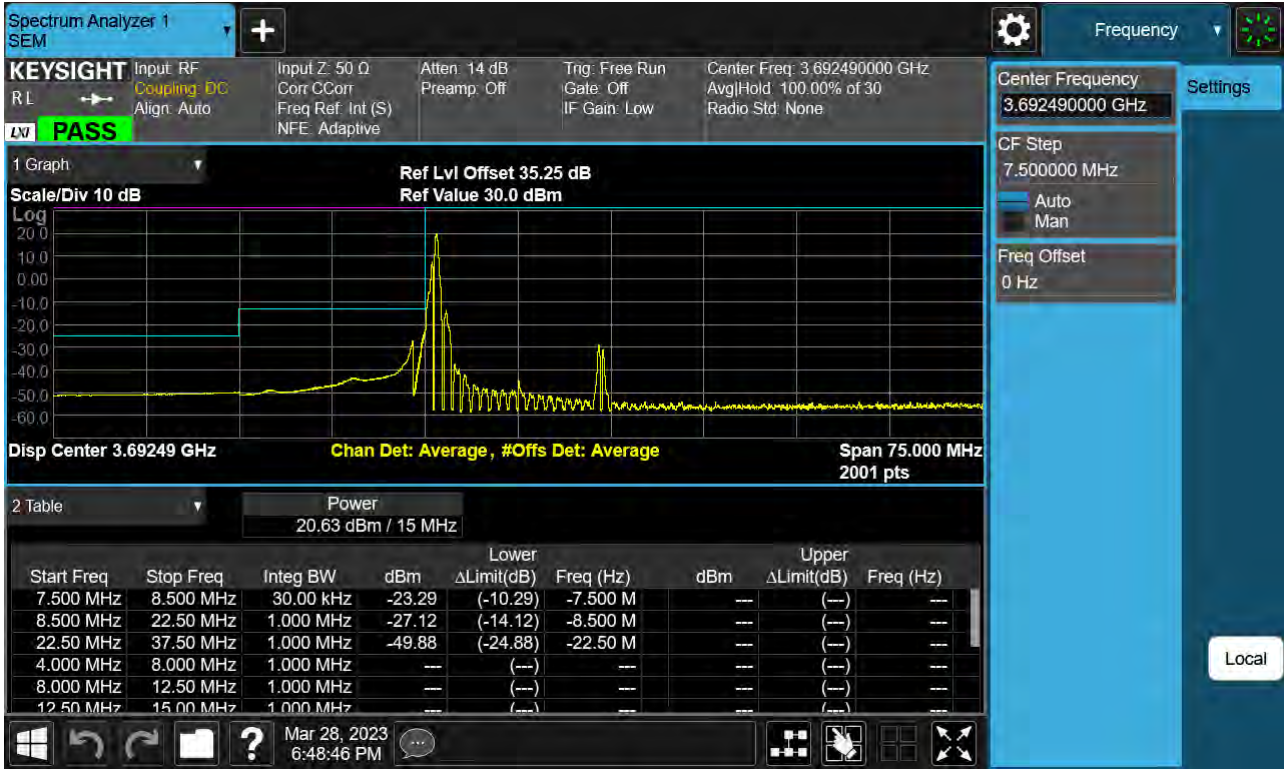 Spectrum Analyzer 1
SEM
Frequency
KEYSIGHT
Input: RF
Coupling: DC
Align: Auto
Input Z: 50 Ω
Corr CCorr
Freq Ref: Int (S)
NFE: Adaptive
Atten: 14 dB
Preamp: Off
Trig: Free Run
Gate: Off
IF Gain: Low
Center Freq: 3.692490000 GHz
Avg|Hold: 100.00% of 30
Radio Std: None
R L
LXI
PASS
Center Frequency
3.692490000 GHz
Settings
CF Step
7.500000 MHz
Auto
Man
Freq Offset
0 Hz
1 Graph
Scale/Div 10 dB
Ref Lvl Offset 35.25 dB
Ref Value 30.0 dBm
Log
20.0
10.0
0.00
-10.0
-20.0
-30.0
-40.0
-50.0
-60.0
Disp Center 3.69249 GHz
Chan Det: Average , #Offs Det: Average
Span 75.000 MHz
2001 pts
2 Table
Power
20.63 dBm / 15 MHz
Lower Upper
Start Freq Stop Freq Integ BW dBm ΔLimit(dB) Freq (Hz) dBm ΔLimit(dB) Freq (Hz)
7.500 MHz 8.500 MHz 30.00 kHz -23.29 (-10.29) -7.500 M --- (---) ---
8.500 MHz 22.50 MHz 1.000 MHz -27.12 (-14.12) -8.500 M --- (---) ---
22.50 MHz 37.50 MHz 1.000 MHz -49.88 (-24.88) -22.50 M --- (---) ---
4.000 MHz 8.000 MHz 1.000 MHz --- (---) --- --- (---) ---
8.000 MHz 12.50 MHz 1.000 MHz --- (---) --- --- (---) ---
12.50 MHz 15.00 MHz 1.000 MHz --- (---) --- --- (---) ---
Local
?
Mar 28, 2023
6:48:46 PM